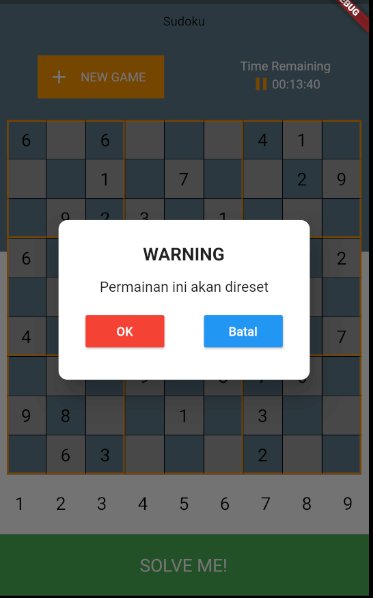 Sudoku
+ NEW GAME
Time Remaining
00:13:40
6 6 4 1
1 7 2 9
9 2 3 1
6 2
WARNING
Permainan ini akan direset
OK Batal
4 7
9 8 1 3
6 3 2
1 2 3 4 5 6 7 8 9
SOLVE ME!